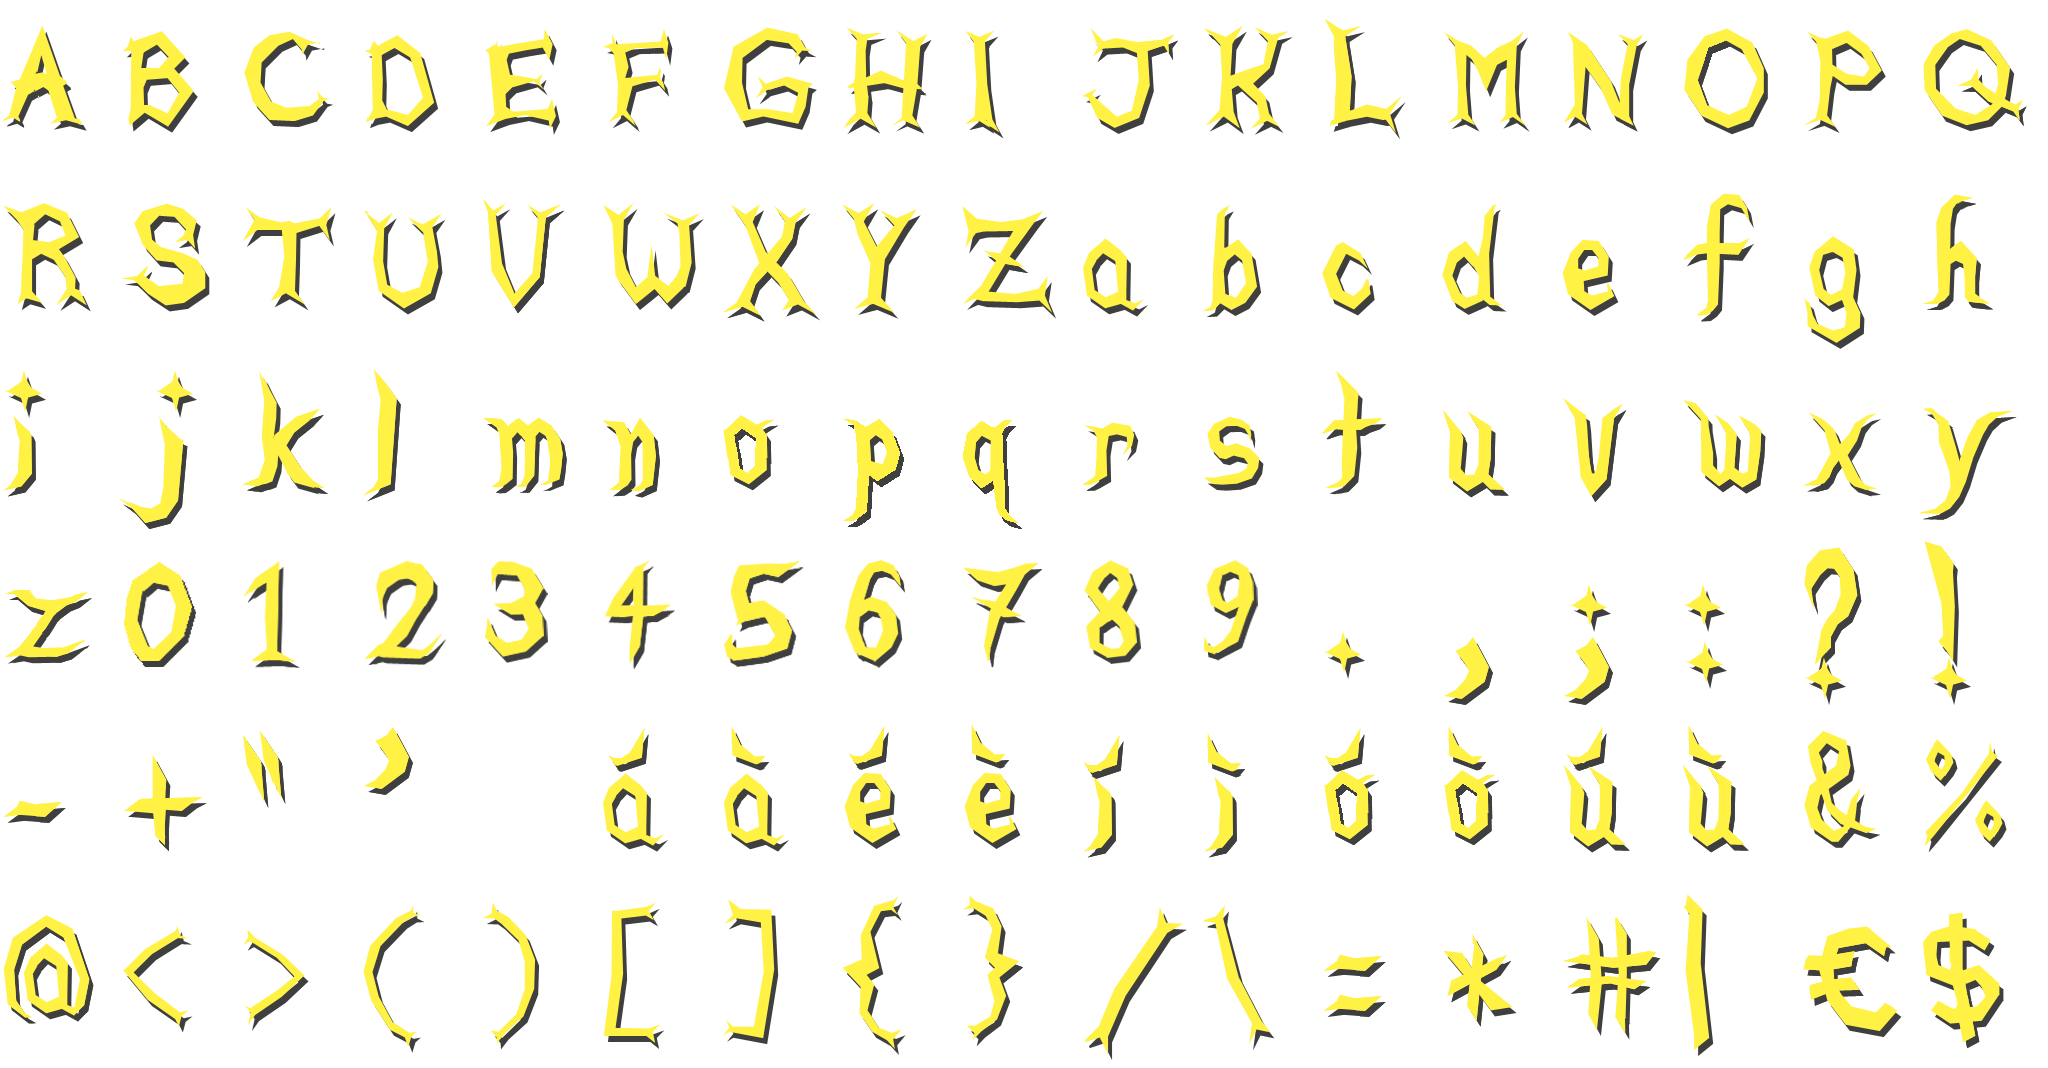 A B C D E F G H I J K L M N O P Q
R S T U V W X Y Z a b c d e f g h
i j k l m n o p q r s t u v w x y
z 0 1 2 3 4 5 6 7 8 9 . , ; : ? !
- + " ' á à é è í ì ó ò ú ù & %
@ < > ( ) [ ] { } / \ = * # | € $